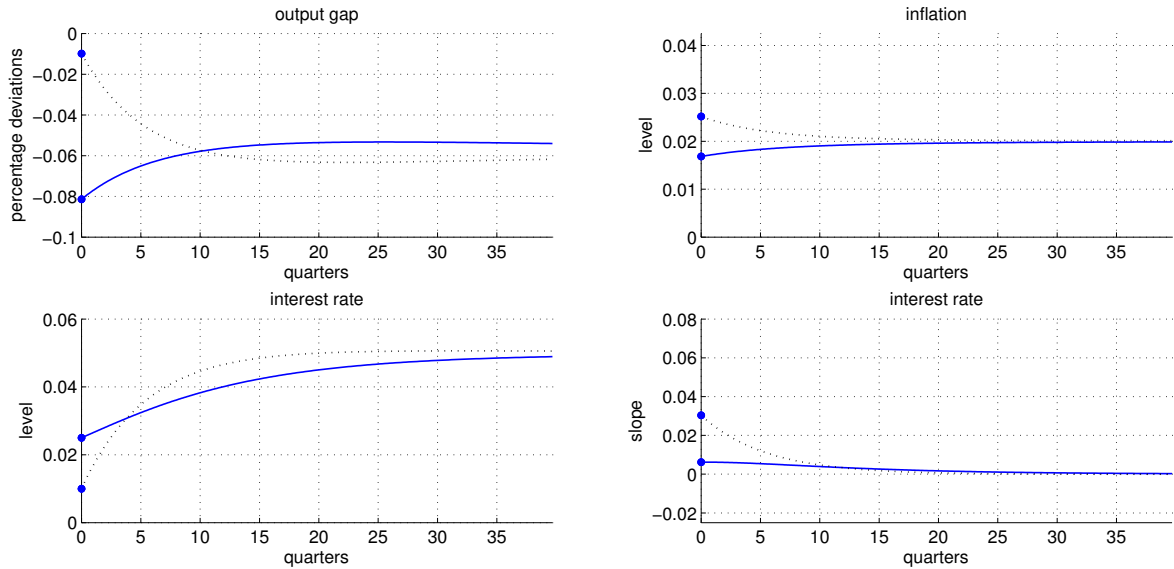 output gap
percentage deviations
0
−0.02
−0.04
−0.06
−0.08
−0.1
0 5 10 15 20 25 30 35
quarters
inflation
level
0.04
0.03
0.02
0.01
0
0 5 10 15 20 25 30 35
quarters
interest rate
level
0.06
0.04
0.02
0
0 5 10 15 20 25 30 35
quarters
interest rate
slope
0.08
0.06
0.04
0.02
0
−0.02
0 5 10 15 20 25 30 35
quarters